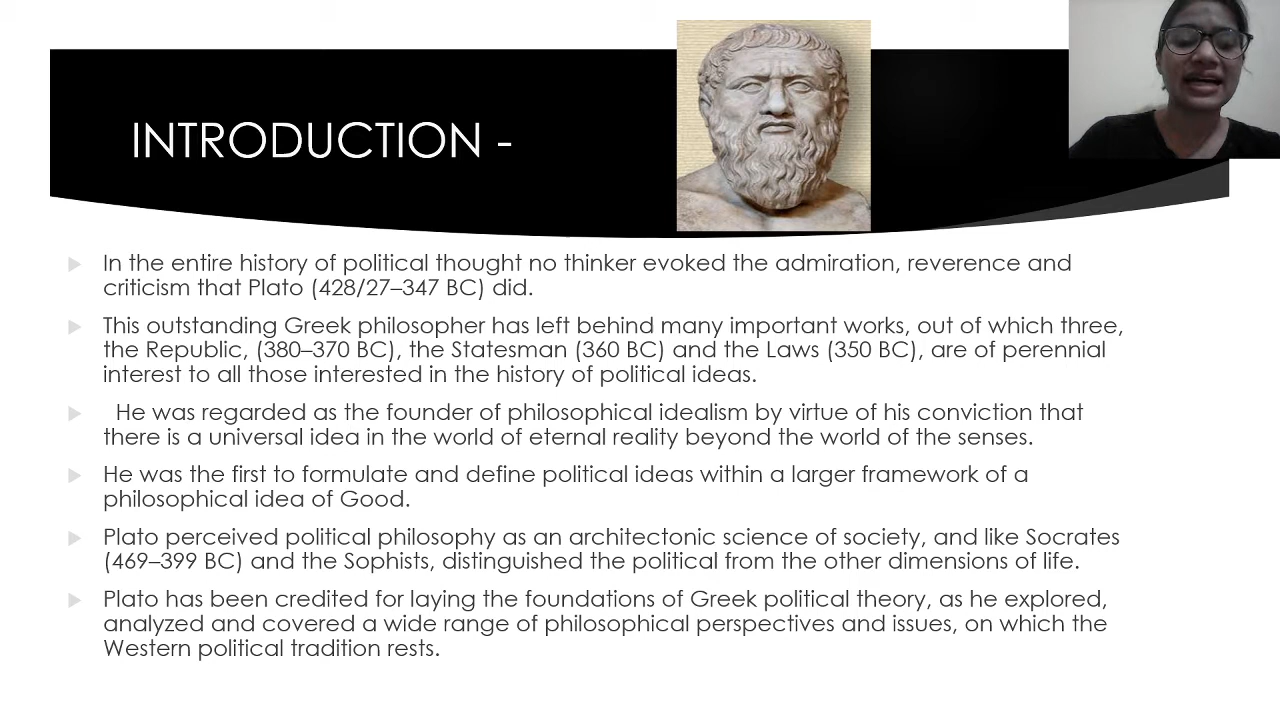 INTRODUCTION -
In the entire history of political thought no thinker evoked the admiration, reverence and
criticism that Plato (428/27–347 BC) did.
This outstanding Greek philosopher has left behind many important works, out of which three,
the Republic, (380–370 BC), the Statesman (360 BC) and the Laws (350 BC), are of perennial
interest to all those interested in the history of political ideas.
He was regarded as the founder of philosophical idealism by virtue of his conviction that
there is a universal idea in the world of eternal reality beyond the world of the senses.
He was the first to formulate and define political ideas within a larger framework of a
philosophical idea of Good.
Plato perceived political philosophy as an architectonic science of society, and like Socrates
(469–399 BC) and the Sophists, distinguished the political from the other dimensions of life.
Plato has been credited for laying the foundations of Greek political theory, as he explored,
analyzed and covered a wide range of philosophical perspectives and issues, on which the
Western political tradition rests.